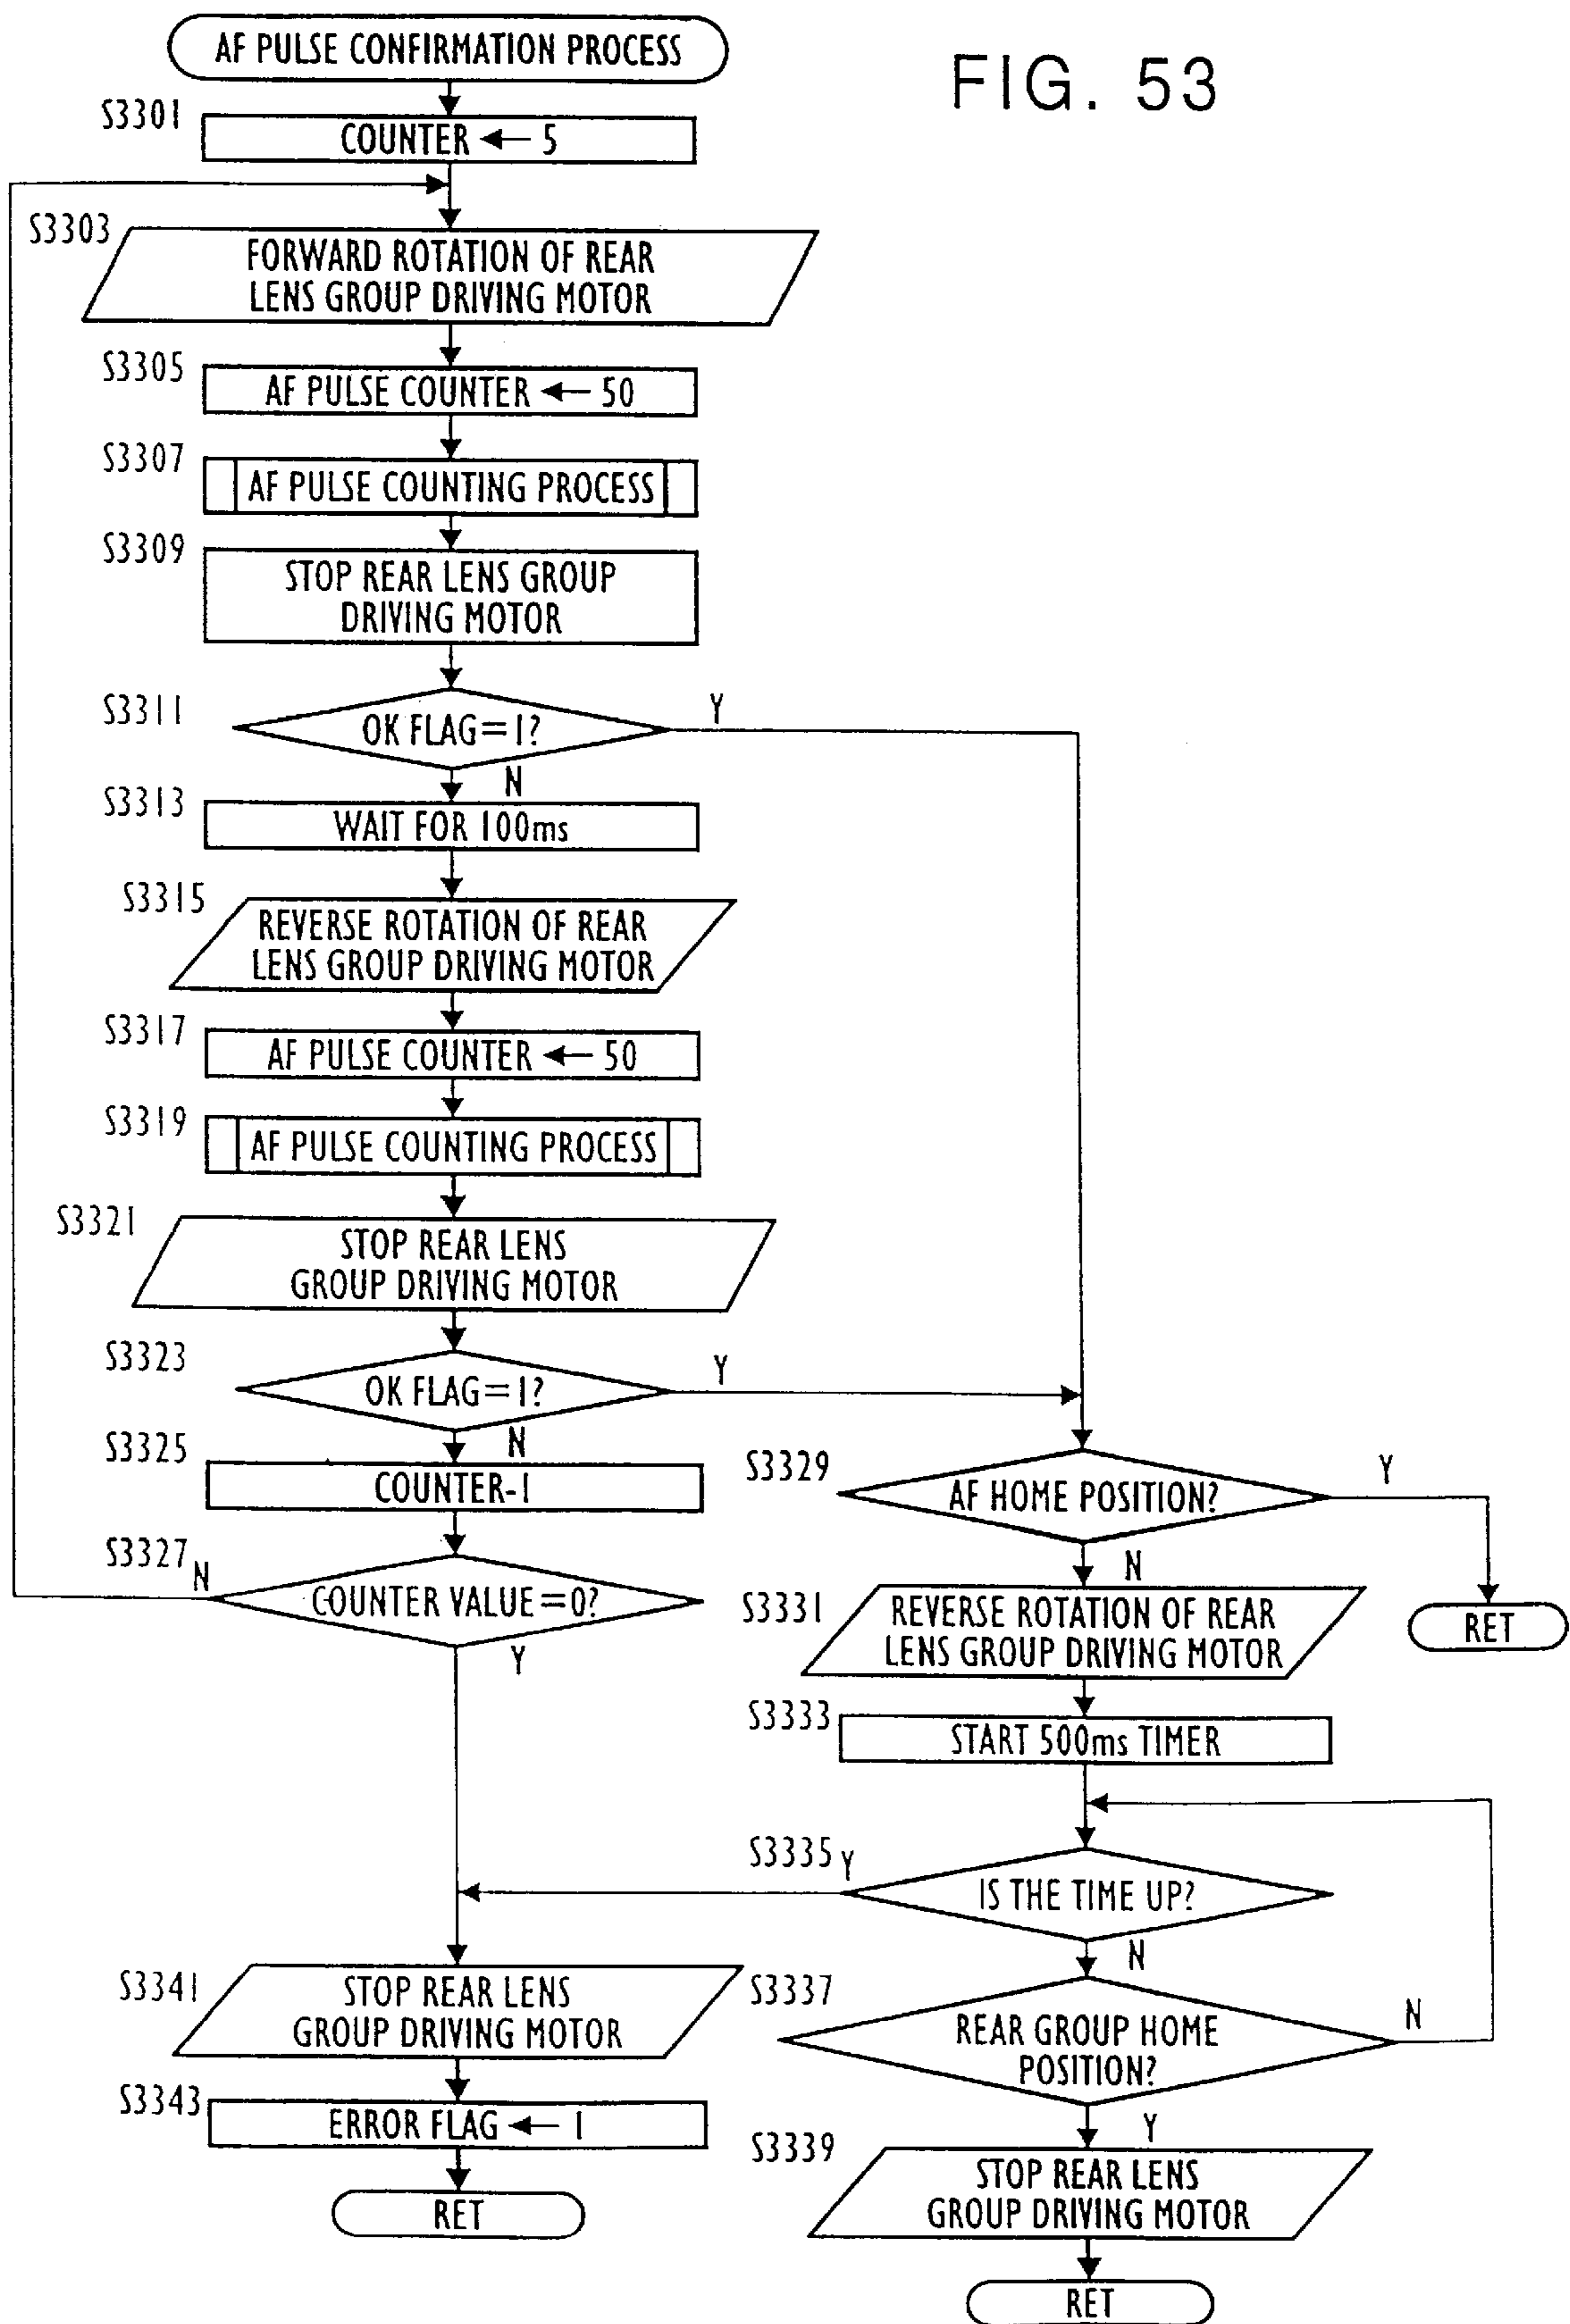 AF PULSE CONFIRMATION PROCESS
FIG. 53
S3301
COUNTER ← 5
S3303
FORWARD ROTATION OF REAR
LENS GROUP DRIVING MOTOR
S3305
AF PULSE COUNTER ← 50
S3307
AF PULSE COUNTING PROCESS
S3309
STOP REAR LENS GROUP
DRIVING MOTOR
S3311
OK FLAG=1?
Y
N
S3313
WAIT FOR 100ms
S3315
REVERSE ROTATION OF REAR
LENS GROUP DRIVING MOTOR
S3317
AF PULSE COUNTER ← 50
S3319
AF PULSE COUNTING PROCESS
S3321
STOP REAR LENS
GROUP DRIVING MOTOR
S3323
OK FLAG=1?
Y
N
S3325
COUNTER-1
S3327
N
COUNTER VALUE=0?
Y
S3329
AF HOME POSITION?
Y
RET
N
S3331
REVERSE ROTATION OF REAR
LENS GROUP DRIVING MOTOR
S3333
START 500ms TIMER
S3335
Y
IS THE TIME UP?
N
S3337
REAR GROUP HOME
POSITION?
N
Y
S3339
STOP REAR LENS
GROUP DRIVING MOTOR
RET
S3341
STOP REAR LENS
GROUP DRIVING MOTOR
S3343
ERROR FLAG ← 1
RET